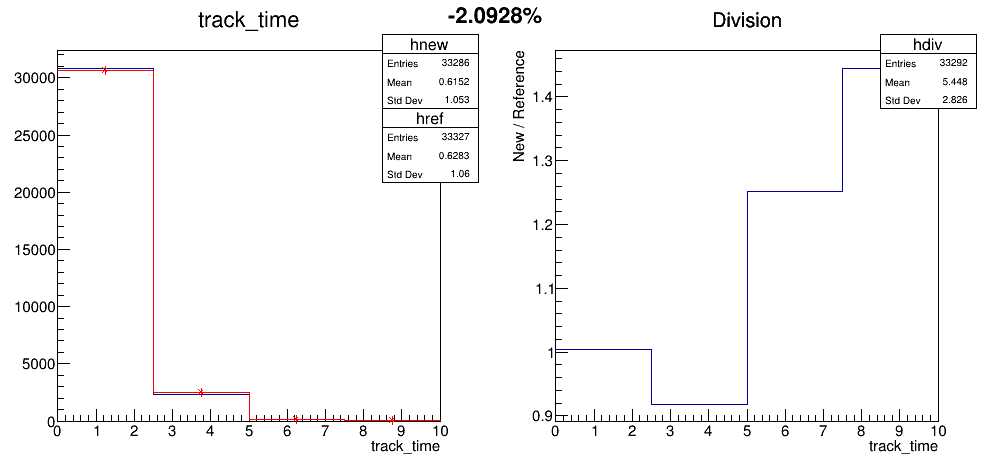 track_time
-2.0928%
Division
hnew
Entries 33286
Mean 0.6152
Std Dev 1.053
href
Entries 33327
Mean 0.6283
Std Dev 1.06
30000
25000
20000
15000
10000
5000
0
0 1 2 3 4 5 6 7 8 9 10
track_time
hdiv
Entries 33292
Mean 5.448
Std Dev 2.826
New / Reference
1.4
1.3
1.2
1.1
1
0.9
0 1 2 3 4 5 6 7 8 9 10
track_time